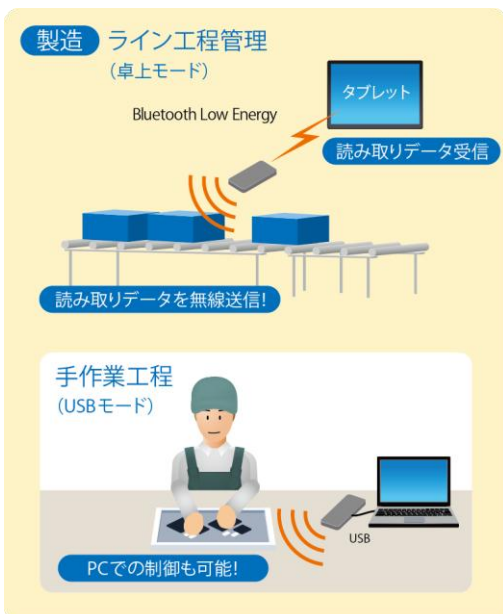 製造 ライン工程管理
(卓上モード)
Bluetooth Low Energy
タブレット
読み取りデータ受信
読み取りデータを無線送信!
手作業工程
(USBモード)
USB
PCでの制御も可能!